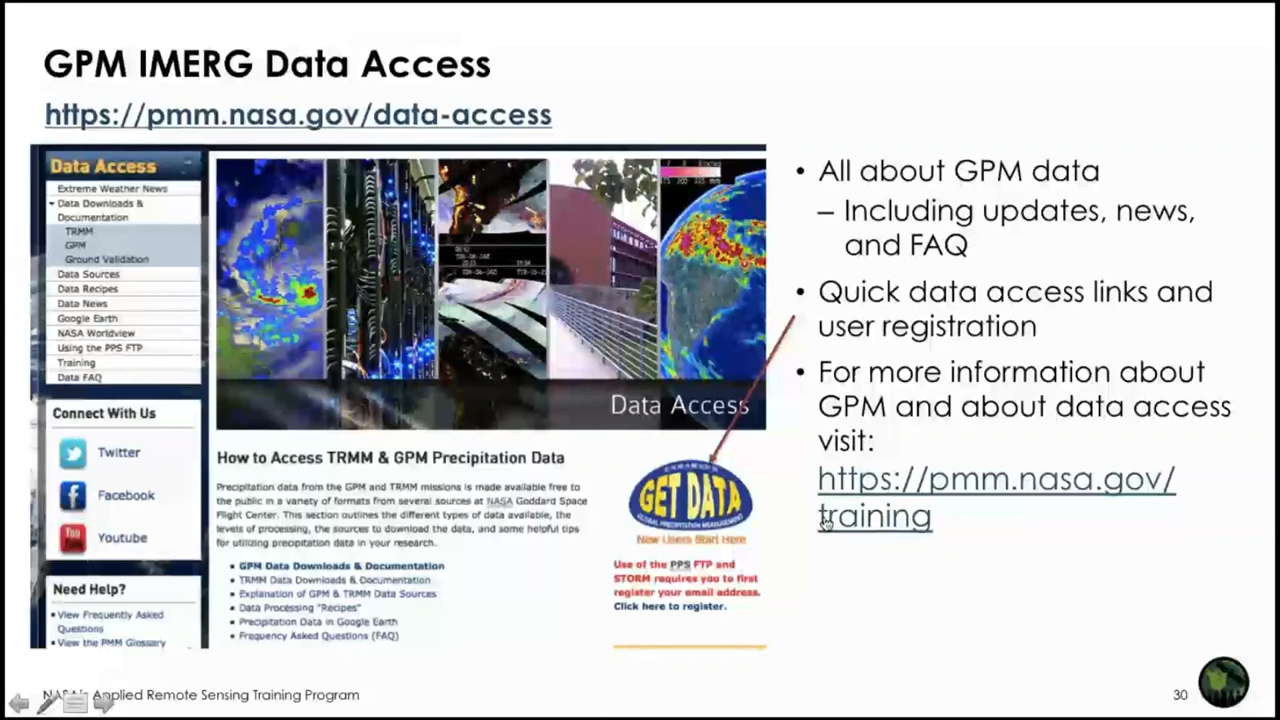 GPM IMERG Data Access
https://pmm.nasa.gov/data-access
Data Access
Extreme Weather News
Data Downloads &
Documentation
TRMM
GPM
Ground Validation
Data Sources
Data Recipes
Data News
Google Earth
NASA Worldview
Using the PPS FTP
Training
Data FAQ
Connect With Us
Twitter
Facebook
You
Tube
Youtube
Need Help?
• View Frequently Asked
Questions
• View the PMM Glossary
Data Access
How to Access TRMM & GPM Precipitation Data
Precipitation data from the GPM and TRMM missions is made available free to
the public in a variety of formats from several sources at NASA Goddard Space
Flight Center. This section outlines the different types of data available, the
levels of processing, the sources to download the data, and some helpful tips
for utilizing precipitation data in your research.
• GPM Data Downloads & Documentation
• TRMM Data Downloads & Documentation
• Explanation of GPM & TRMM Data Sources
• Data Processing "Recipes"
• Precipitation Data in Google Earth
• Frequency Asked Questions (FAQ)
GET DATA
GLOBAL PRECIPITATION MEASUREMENT
New Users Start Here
Use of the PPS FTP and
STORM requires you to first
register your email address.
Click here to register.
• All about GPM data
– Including updates, news,
and FAQ
• Quick data access links and
user registration
• For more information about
GPM and about data access
visit:
https://pmm.nasa.gov/
training
NASA's Applied Remote Sensing Training Program
30